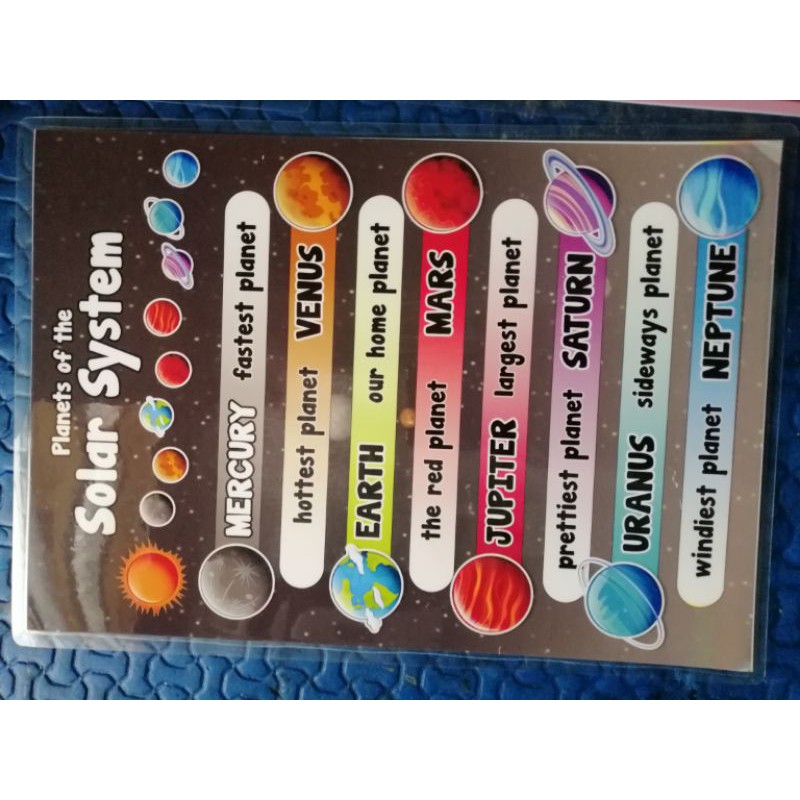 Planets of the
Solar System
MERCURY fastest planet
hottest planet VENUS
EARTH our home planet
the red planet MARS
JUPITER largest planet
prettiest planet SATURN
URANUS sideways planet
windiest planet NEPTUNE